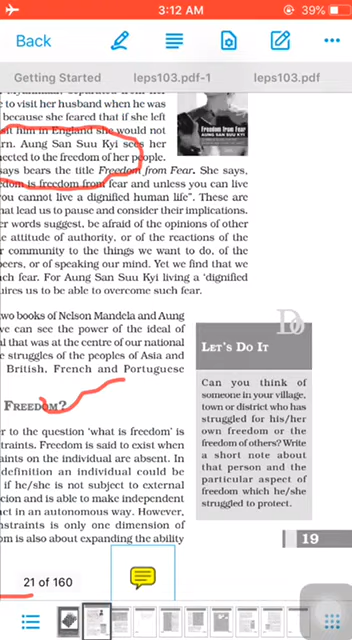 3:12 AM
39%
Back
Getting Started
leps103.pdf-1
leps103.pdf
Myanmar, separated from her
e to visit her husband when he was
because she feared that if she left
sit him in England she would not
rn. Aung San Suu Kyi sees her
nected to the freedom of her people.
says bears the title Freedom from Fear. She says,
edom is freedom from fear and unless you can live
you cannot live a dignified human life". These are
hat lead us to pause and consider their implications.
er words suggest, be afraid of the opinions of other
e attitude of authority, or of the reactions of the
r community to the things we want to do, of the
peers, or of speaking our mind. Yet we find that we
ch fear. For Aung San Suu Kyi living a 'dignified
uires us to be able to overcome such fear.
Freedom from Fear
AUNG SAN SUU KYI
two books of Nelson Mandela and Aung
we can see the power of the ideal of
al that was at the centre of our national
e struggles of the peoples of Asia and
British, French and Portuguese
FREEDOM?
er to the question 'what is freedom' is
traints. Freedom is said to exist when
aints on the individual are absent. In
definition an individual could be
if he/she is not subject to external
cion and is able to make independent
act in an autonomous way. However,
nstraints is only one dimension of
om is also about expanding the ability
Do
LET'S DO IT
Can you think of
someone in your village,
town or district who has
struggled for his/her
own freedom or the
freedom of others? Write
a short note about
that person and the
particular aspect of
freedom which he/she
struggled to protect.
19
21 of 160